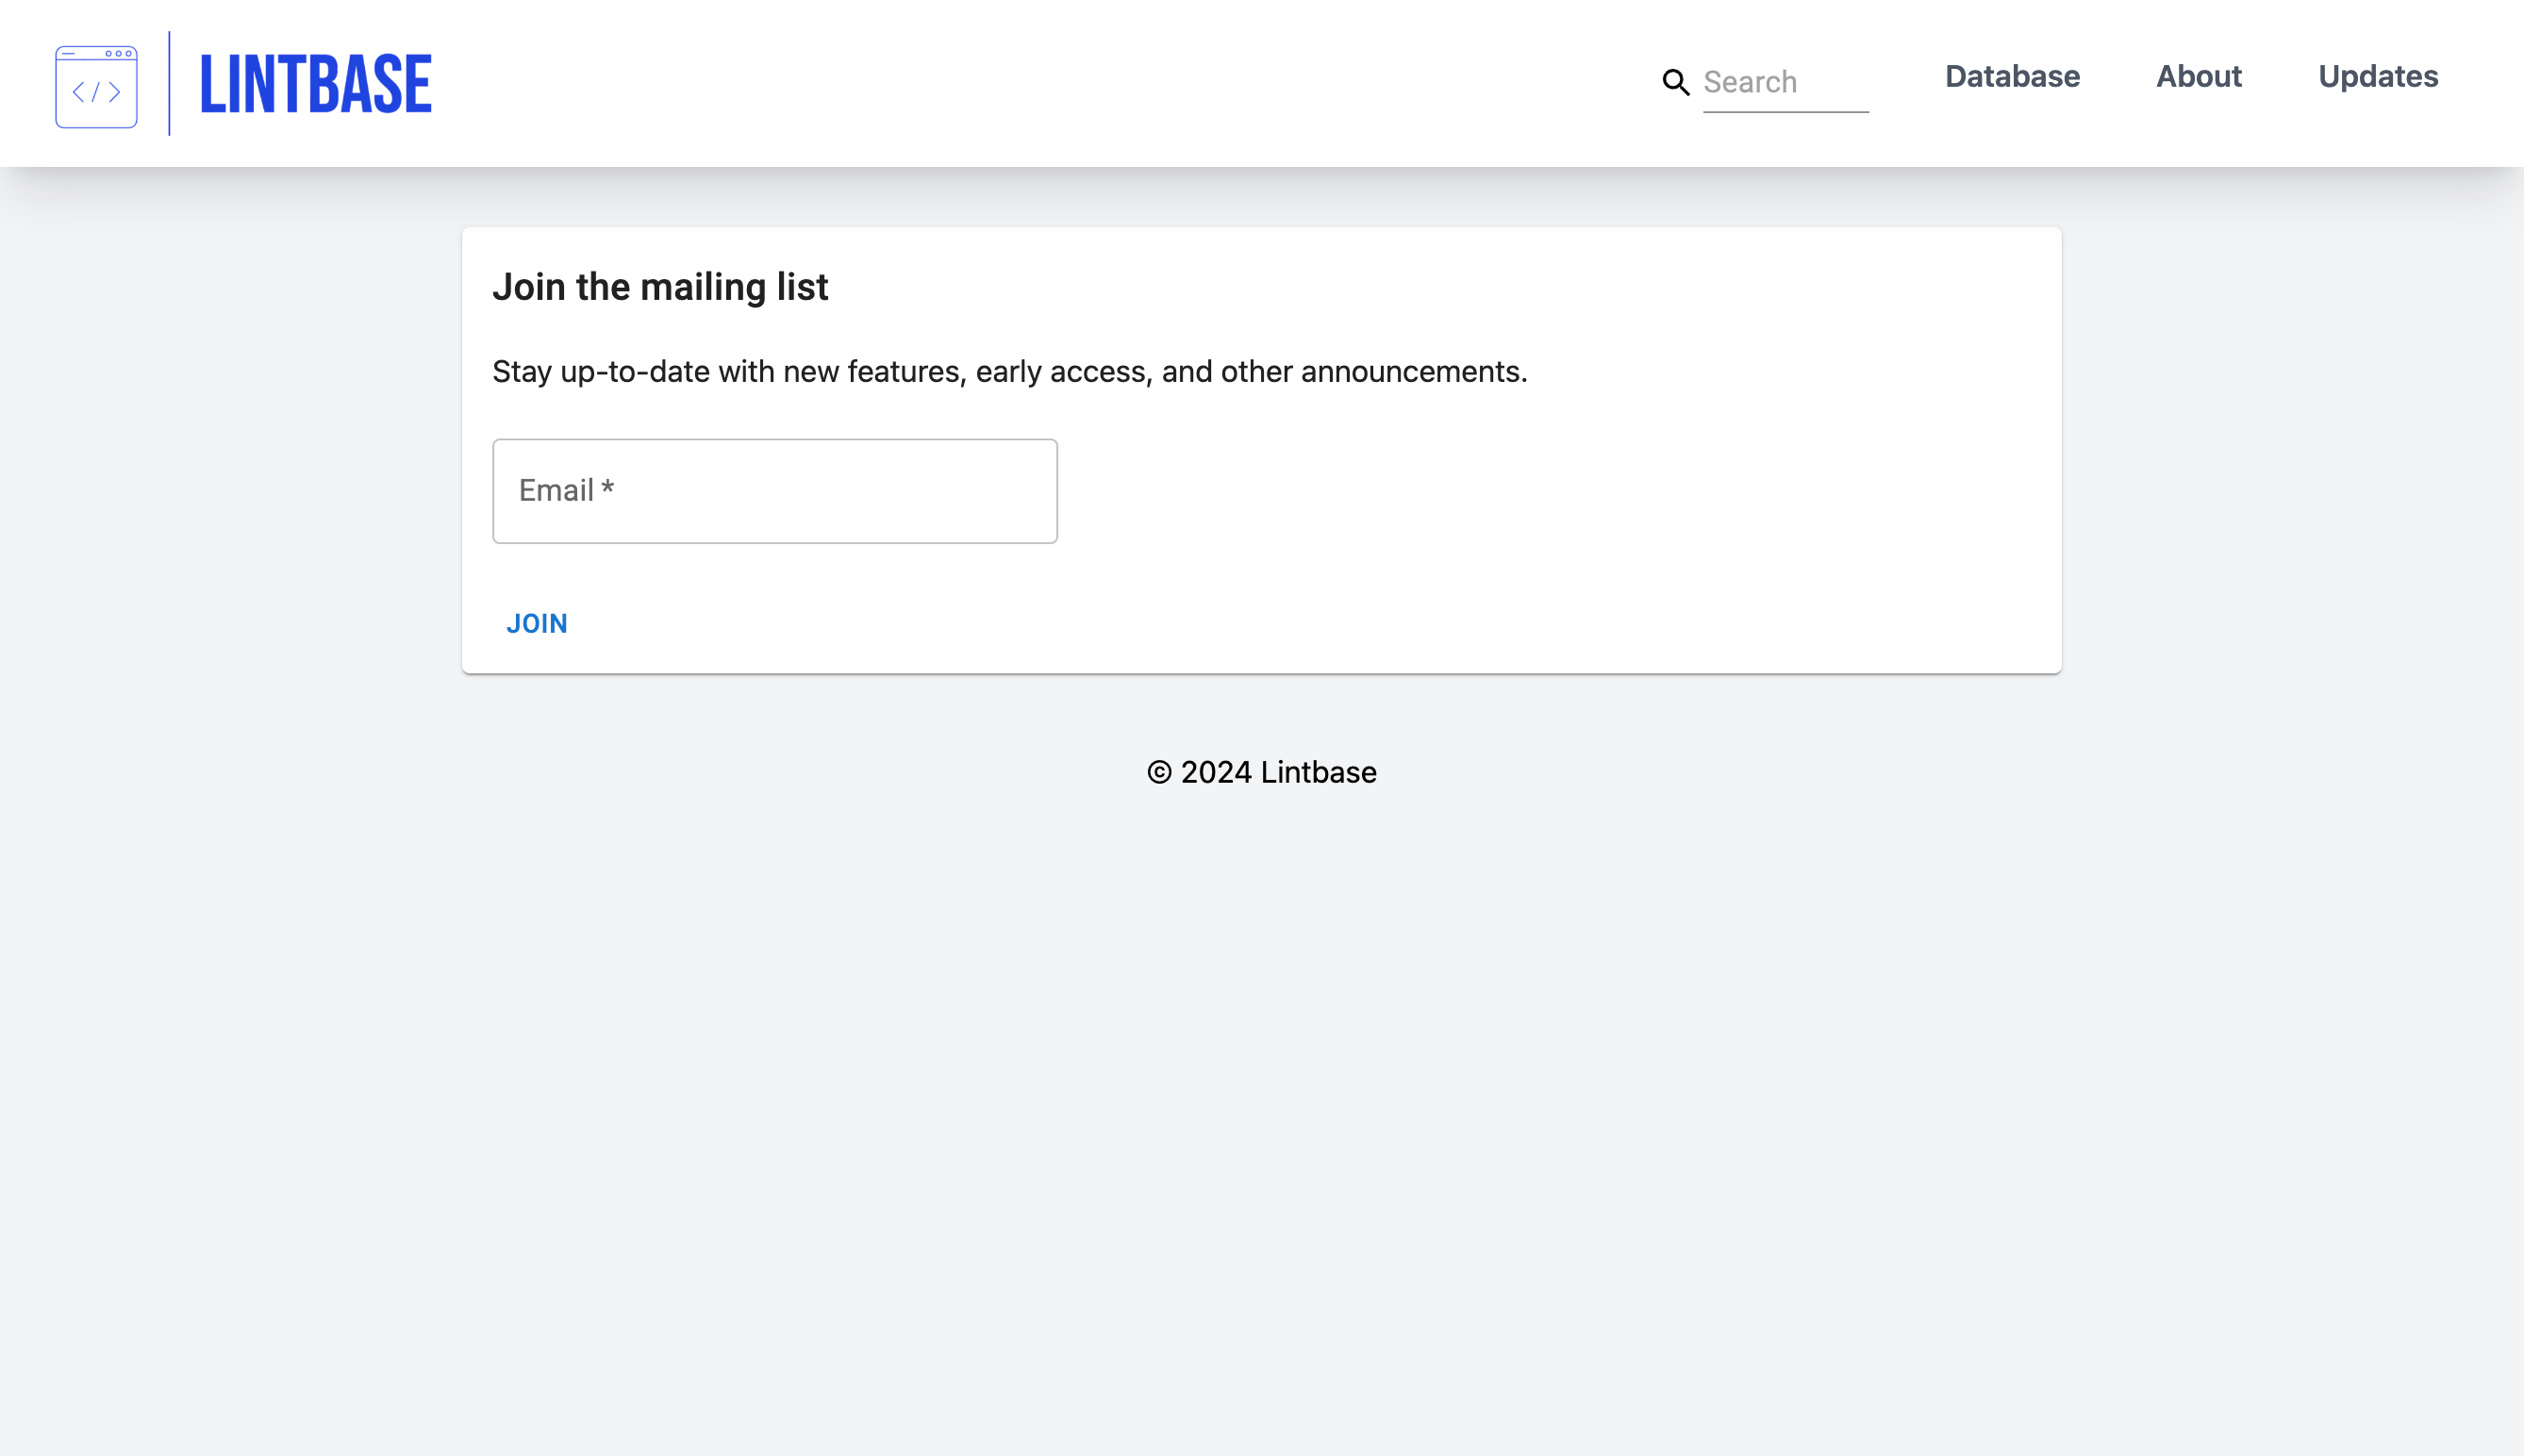 </>
LINTBASE
Search
Database
About
Updates
Join the mailing list
Stay up-to-date with new features, early access, and other announcements.
Email *
JOIN
© 2024 Lintbase